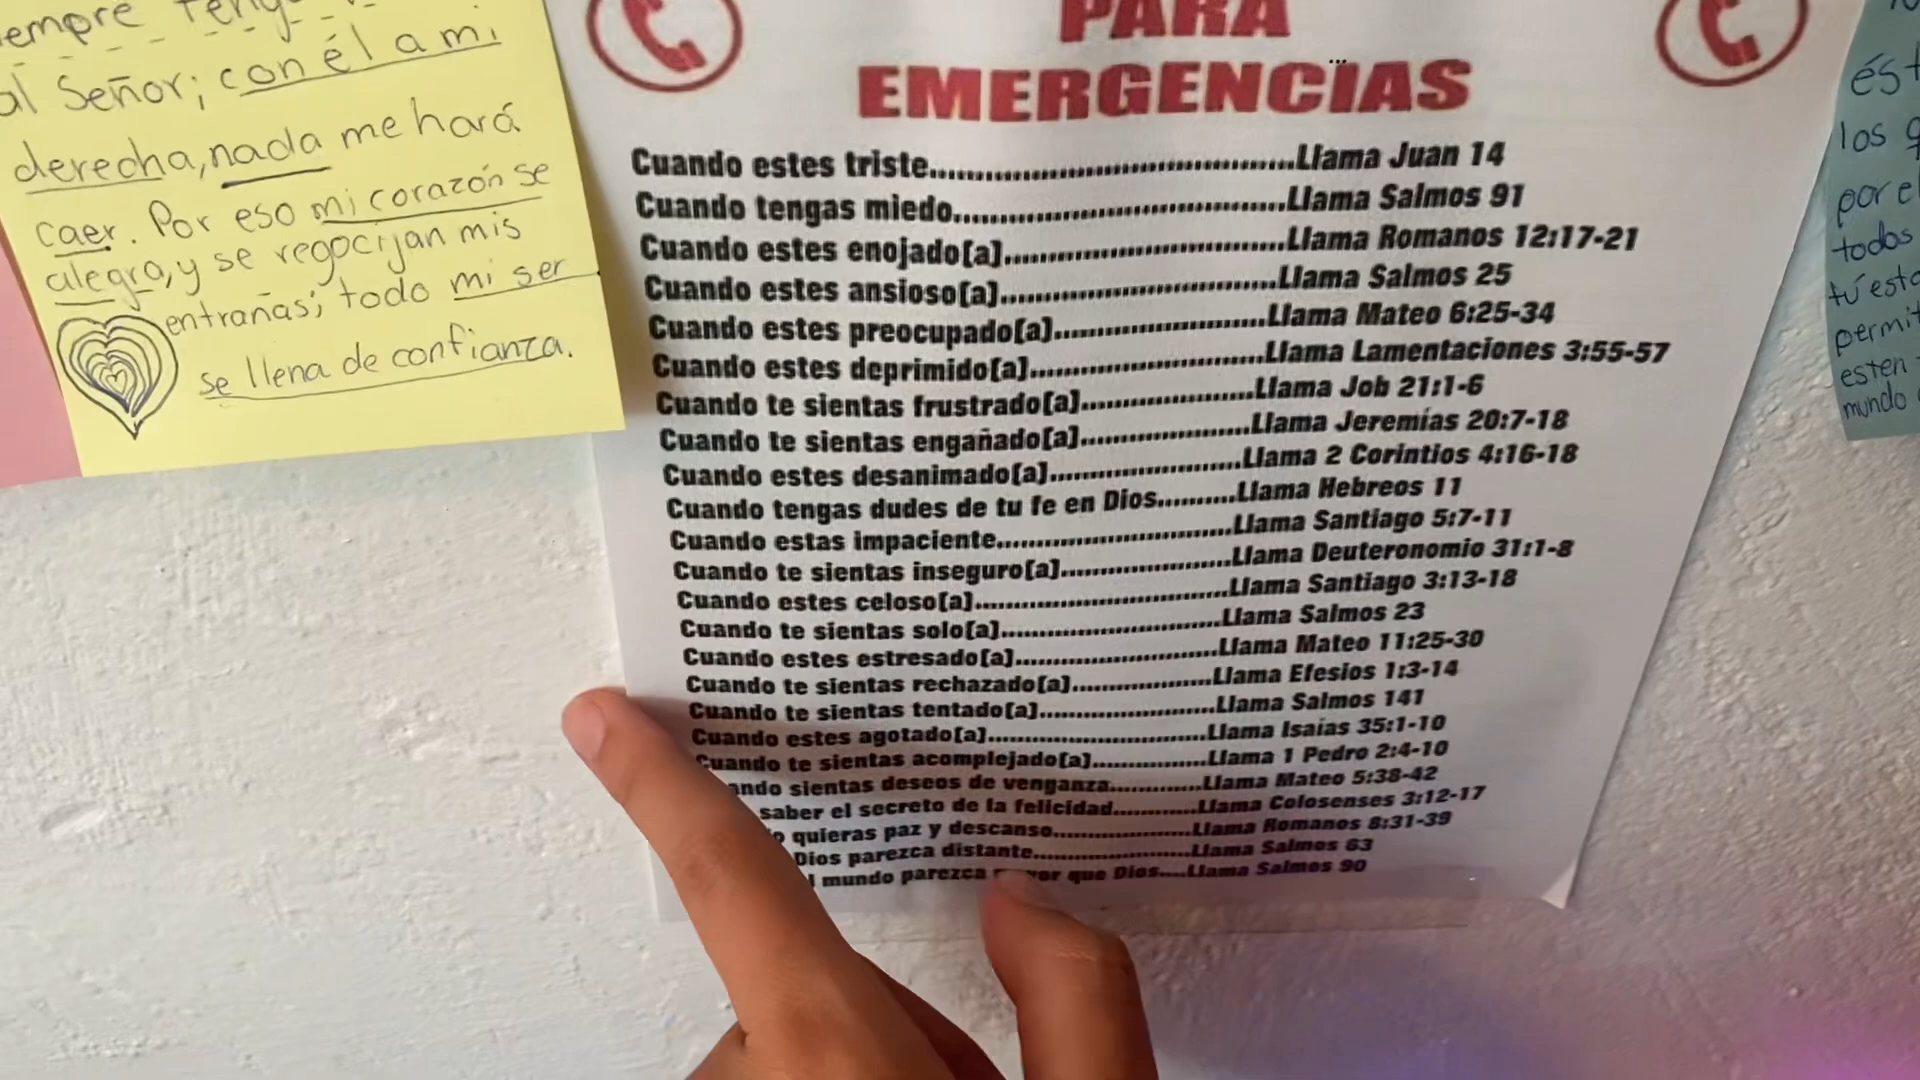 al Señor; con él a mi
derecha, nada me hará
caer. Por eso mi corazón se
alegra, y se regocijan mis
entrañas; todo mi ser
se llena de confianza.
PARA
EMERGENCIAS
Cuando estes triste........Llama Juan 14
Cuando tengas miedo........Llama Salmos 91
Cuando estes enojado[a]........Llama Romanos 12:17-21
Cuando estes ansioso[a]........Llama Salmos 25
Cuando estes preocupado[a]........Llama Mateo 6:25-34
Cuando estes deprimido[a]........Llama Lamentaciones 3:55-57
Cuando te sientas frustrado[a]........Llama Job 21:1-6
Cuando te sientas engañado[a]........Llama Jeremías 20:7-18
Cuando estes desanimado[a]........Llama 2 Corintios 4:16-18
Cuando tengas dudes de tu fe en Dios........Llama Hebreos 11
Cuando estas impaciente........Llama Santiago 5:7-11
Cuando te sientas inseguro[a]........Llama Deuteronomio 31:1-8
Cuando estes celoso[a]........Llama Santiago 3:13-18
Cuando te sientas solo[a]........Llama Salmos 23
Cuando estes estresado[a]........Llama Mateo 11:25-30
Cuando te sientas rechazado[a]........Llama Efesios 1:3-14
Cuando te sientas tentado[a]........Llama Salmos 141
Cuando estes agotado[a]........Llama Isaías 35:1-10
Cuando te sientas acomplejado[a]........Llama 1 Pedro 2:4-10
sientas deseos de venganza........Llama Mateo 5:38-42
saber el secreto de la felicidad........Llama Colosenses 3:12-17
quieras paz y descanso........Llama Romanos 8:31-39
Dios parezca distante........Llama Salmos 63
mundo parezca que Dios....Llama Salmos 90
los
todos
tú
mundo